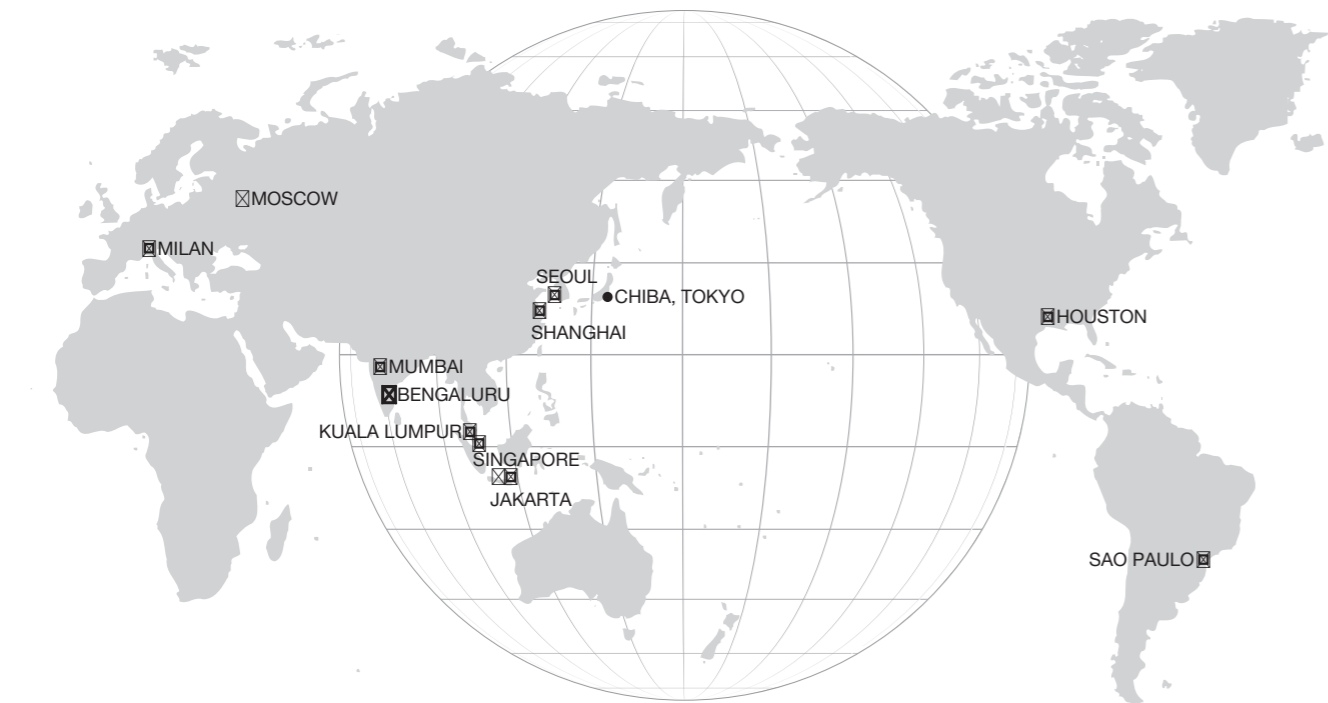 MOSCOW
MILAN
SEOUL
CHIBA, TOKYO
SHANGHAI
HOUSTON
MUMBAI
BENGALURU
KUALA LUMPUR
SINGAPORE
JAKARTA
SAO PAULO